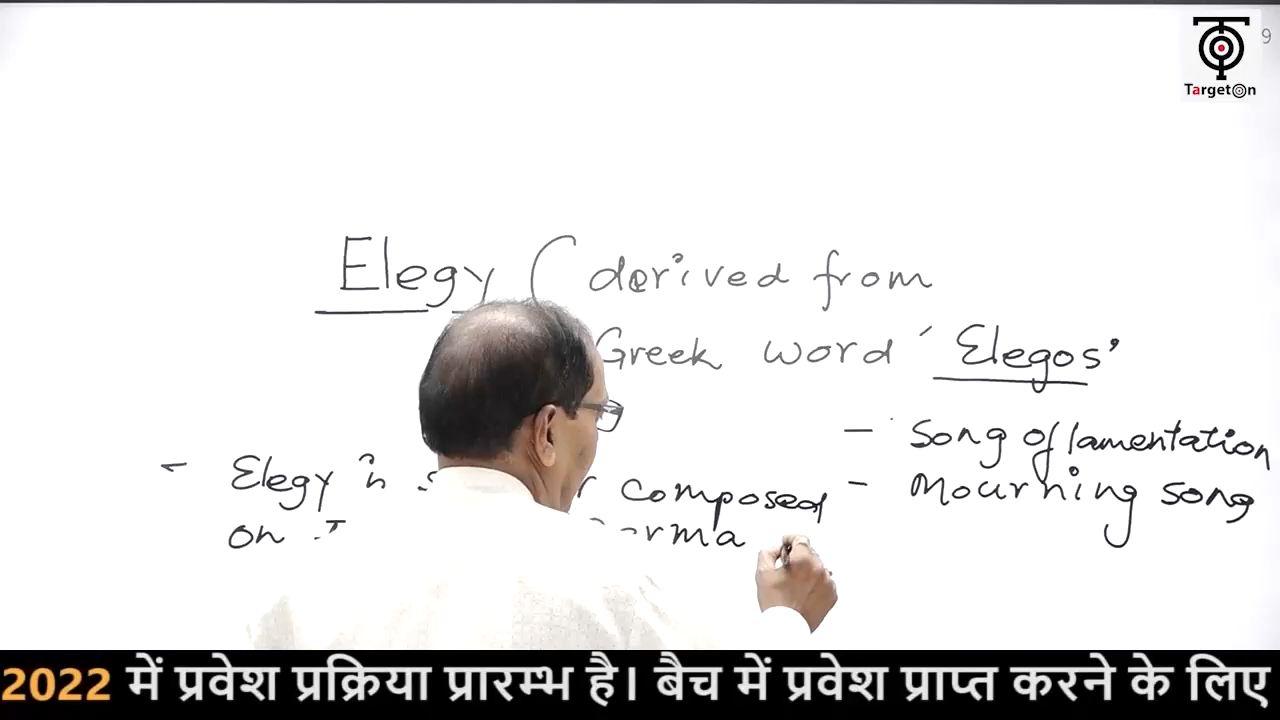 9
TargetOn
Elegy ( derived from
Greek word 'Elegos'
- Song of lamentation
- Elegy composed
- Mourning song
on
2022 में प्रवेश प्रक्रिया प्रारम्भ है। बैच में प्रवेश प्राप्त करने के लिए